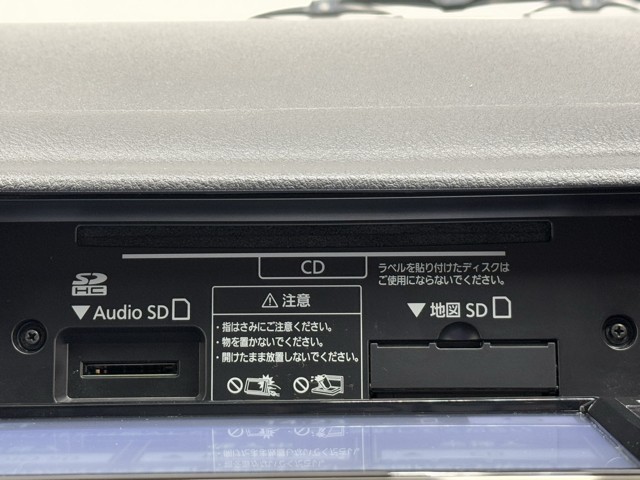 CD
ラベルを貼り付けたディスクは
ご使用にならないでください。
SD
HC
▼Audio SD
⚠注意
・指はさみにご注意ください。
・物を置かないでください。
・開けたまま放置しないでください。
▼地図 SD